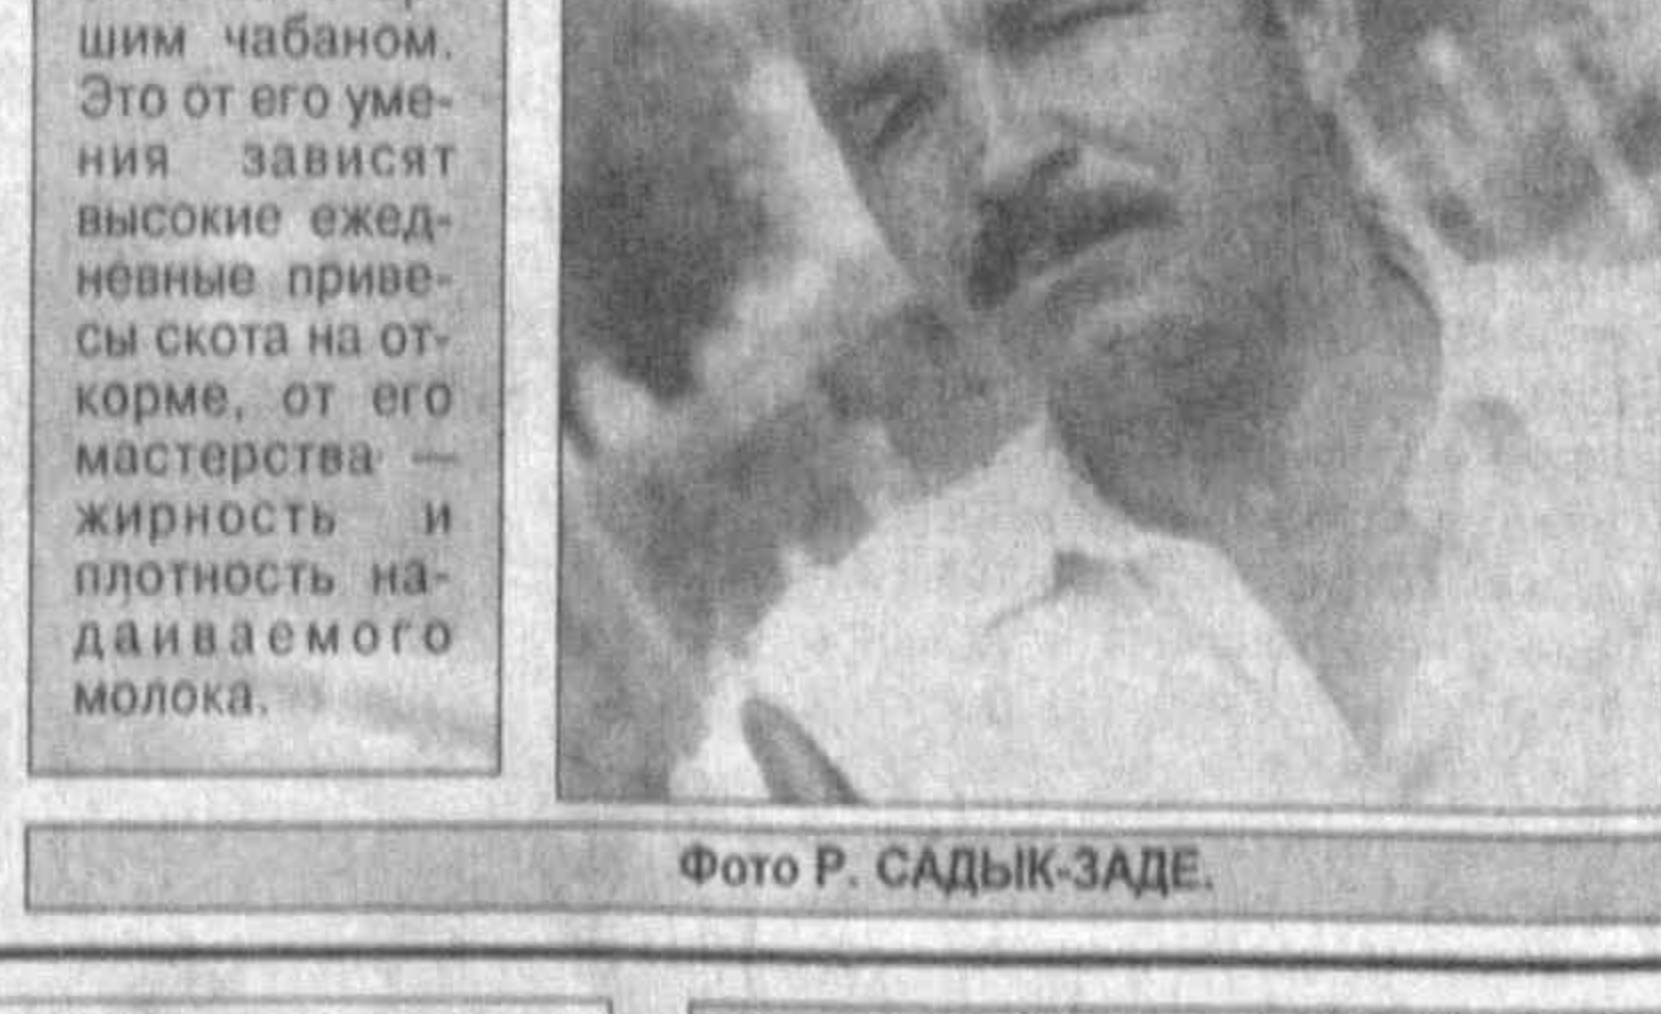 шим чабаном.
Это от его уме-
ния зависят
высокие ежед-
невные приве-
сы скота на от-
корме, от его
мастерства —
жирность и
плотность на-
даиваемого
молока.
Фото Р. САДЫК-ЗАДЕ.